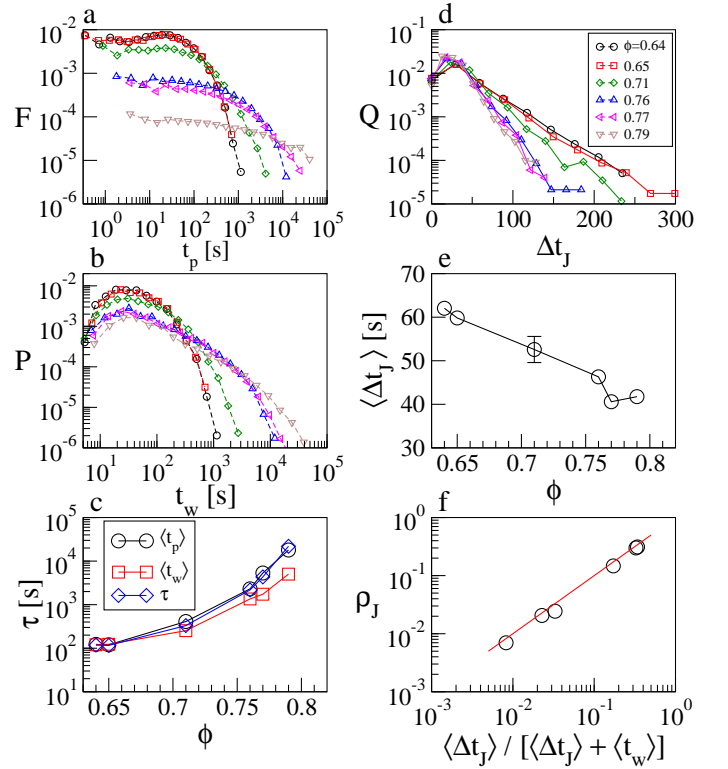 a
10^-2
10^-3
10^-4
10^-5
10^-6
F
10^0 10^1 10^2 10^3 10^4 10^5
t_p [s]
d
10^-1
10^-2
10^-3
10^-4
10^-5
Q
ϕ=0.64
0.65
0.71
0.76
0.77
0.79
0 100 200 300
Δt_J
b
10^-2
10^-3
10^-4
10^-5
10^-6
P
10^1 10^2 10^3 10^4 10^5
t_w [s]
e
70
60
50
40
30
⟨Δt_J⟩ [s]
0.65 0.7 0.75 0.8
ϕ
c
10^5
10^4
10^3
10^2
10^1
τ [s]
⟨t_p⟩
⟨t_w⟩
τ
0.65 0.7 0.75 0.8
ϕ
f
10^0
10^-1
10^-2
10^-3
ρ_J
10^-3 10^-2 10^-1 10^0
⟨Δt_J⟩ / [⟨Δt_J⟩ + ⟨t_w⟩]